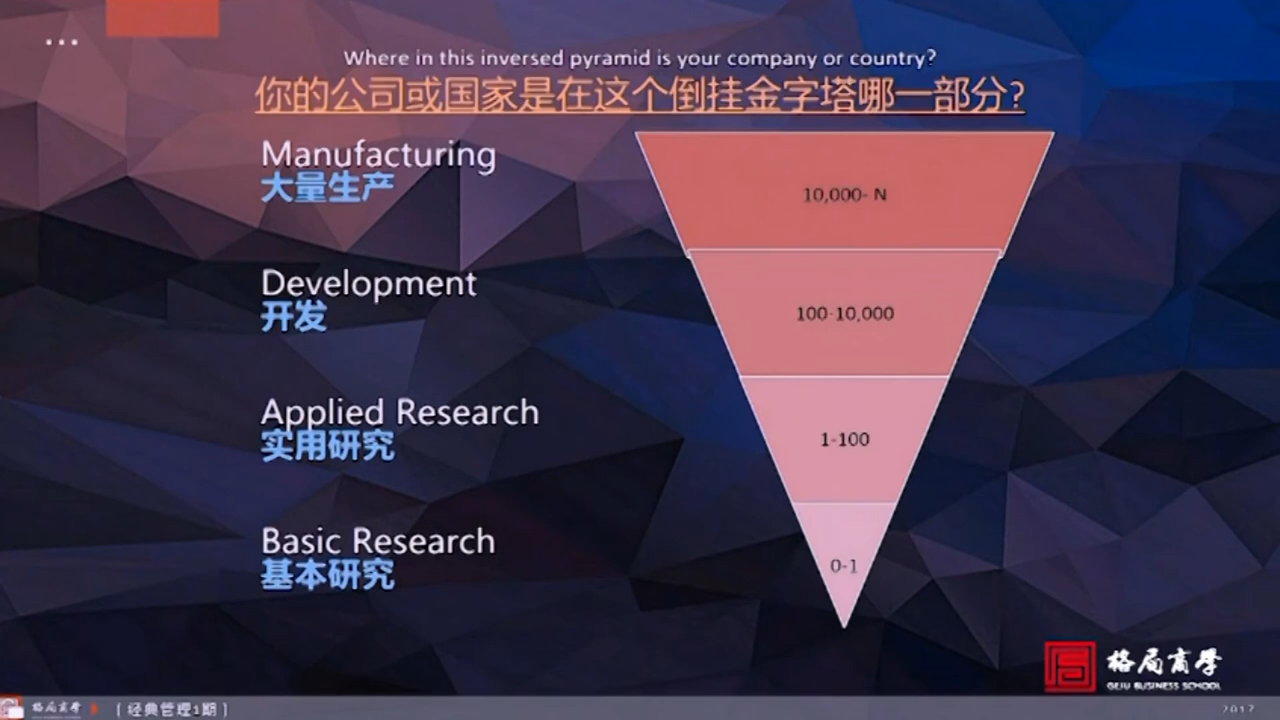 Where in this inversed pyramid is your company or country?
你的公司或国家是在这个倒挂金字塔哪一部分?
Manufacturing
大量生产
10,000- N
Development
开发
100-10,000
Applied Research
实用研究
1-100
Basic Research
基本研究
0-1
格局商学
GEJU BUSINESS SCHOOL
格局商学
[ 经典管理1期 ]
2017